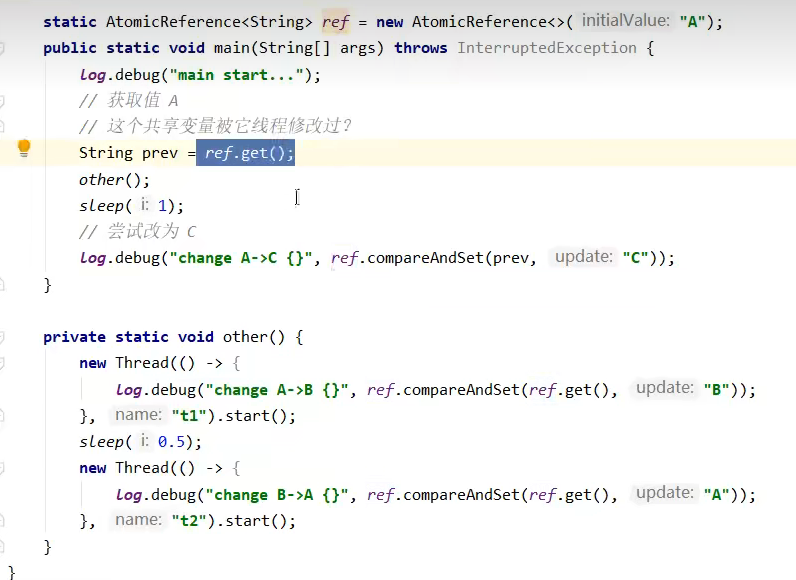 static AtomicReference<String> ref = new AtomicReference<>( initialValue: "A");
public static void main(String[] args) throws InterruptedException {
log.debug("main start...");
// 获取值 A
// 这个共享变量被它线程修改过?
String prev = ref.get();
other();
sleep( i: 1);
// 尝试改为 C
log.debug("change A->C {}", ref.compareAndSet(prev, update: "C"));
}
private static void other() {
new Thread(() -> {
log.debug("change A->B {}", ref.compareAndSet(ref.get(), update: "B"));
}, name: "t1").start();
sleep( i: 0.5);
new Thread(() -> {
log.debug("change B->A {}", ref.compareAndSet(ref.get(), update: "A"));
}, name: "t2").start();
}
}